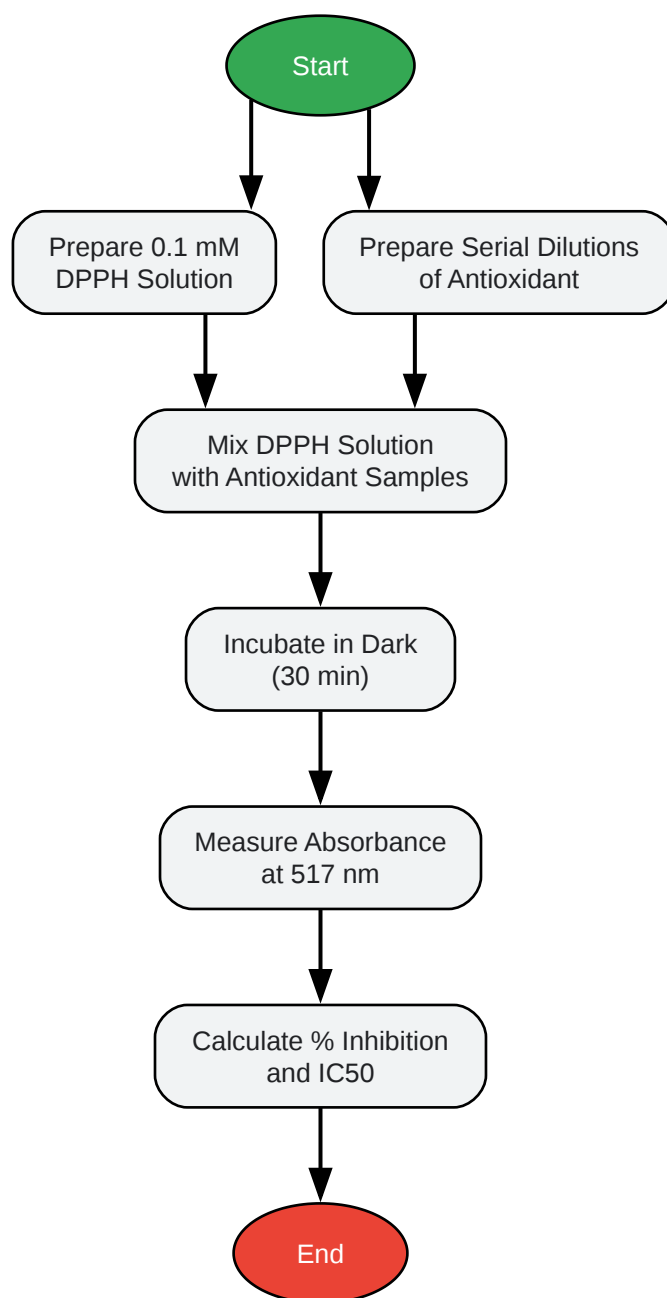 Start
Prepare 0.1 mM
DPPH Solution
Prepare Serial Dilutions
of Antioxidant
Mix DPPH Solution
with Antioxidant Samples
Incubate in Dark
(30 min)
Measure Absorbance
at 517 nm
Calculate % Inhibition
and IC50
End